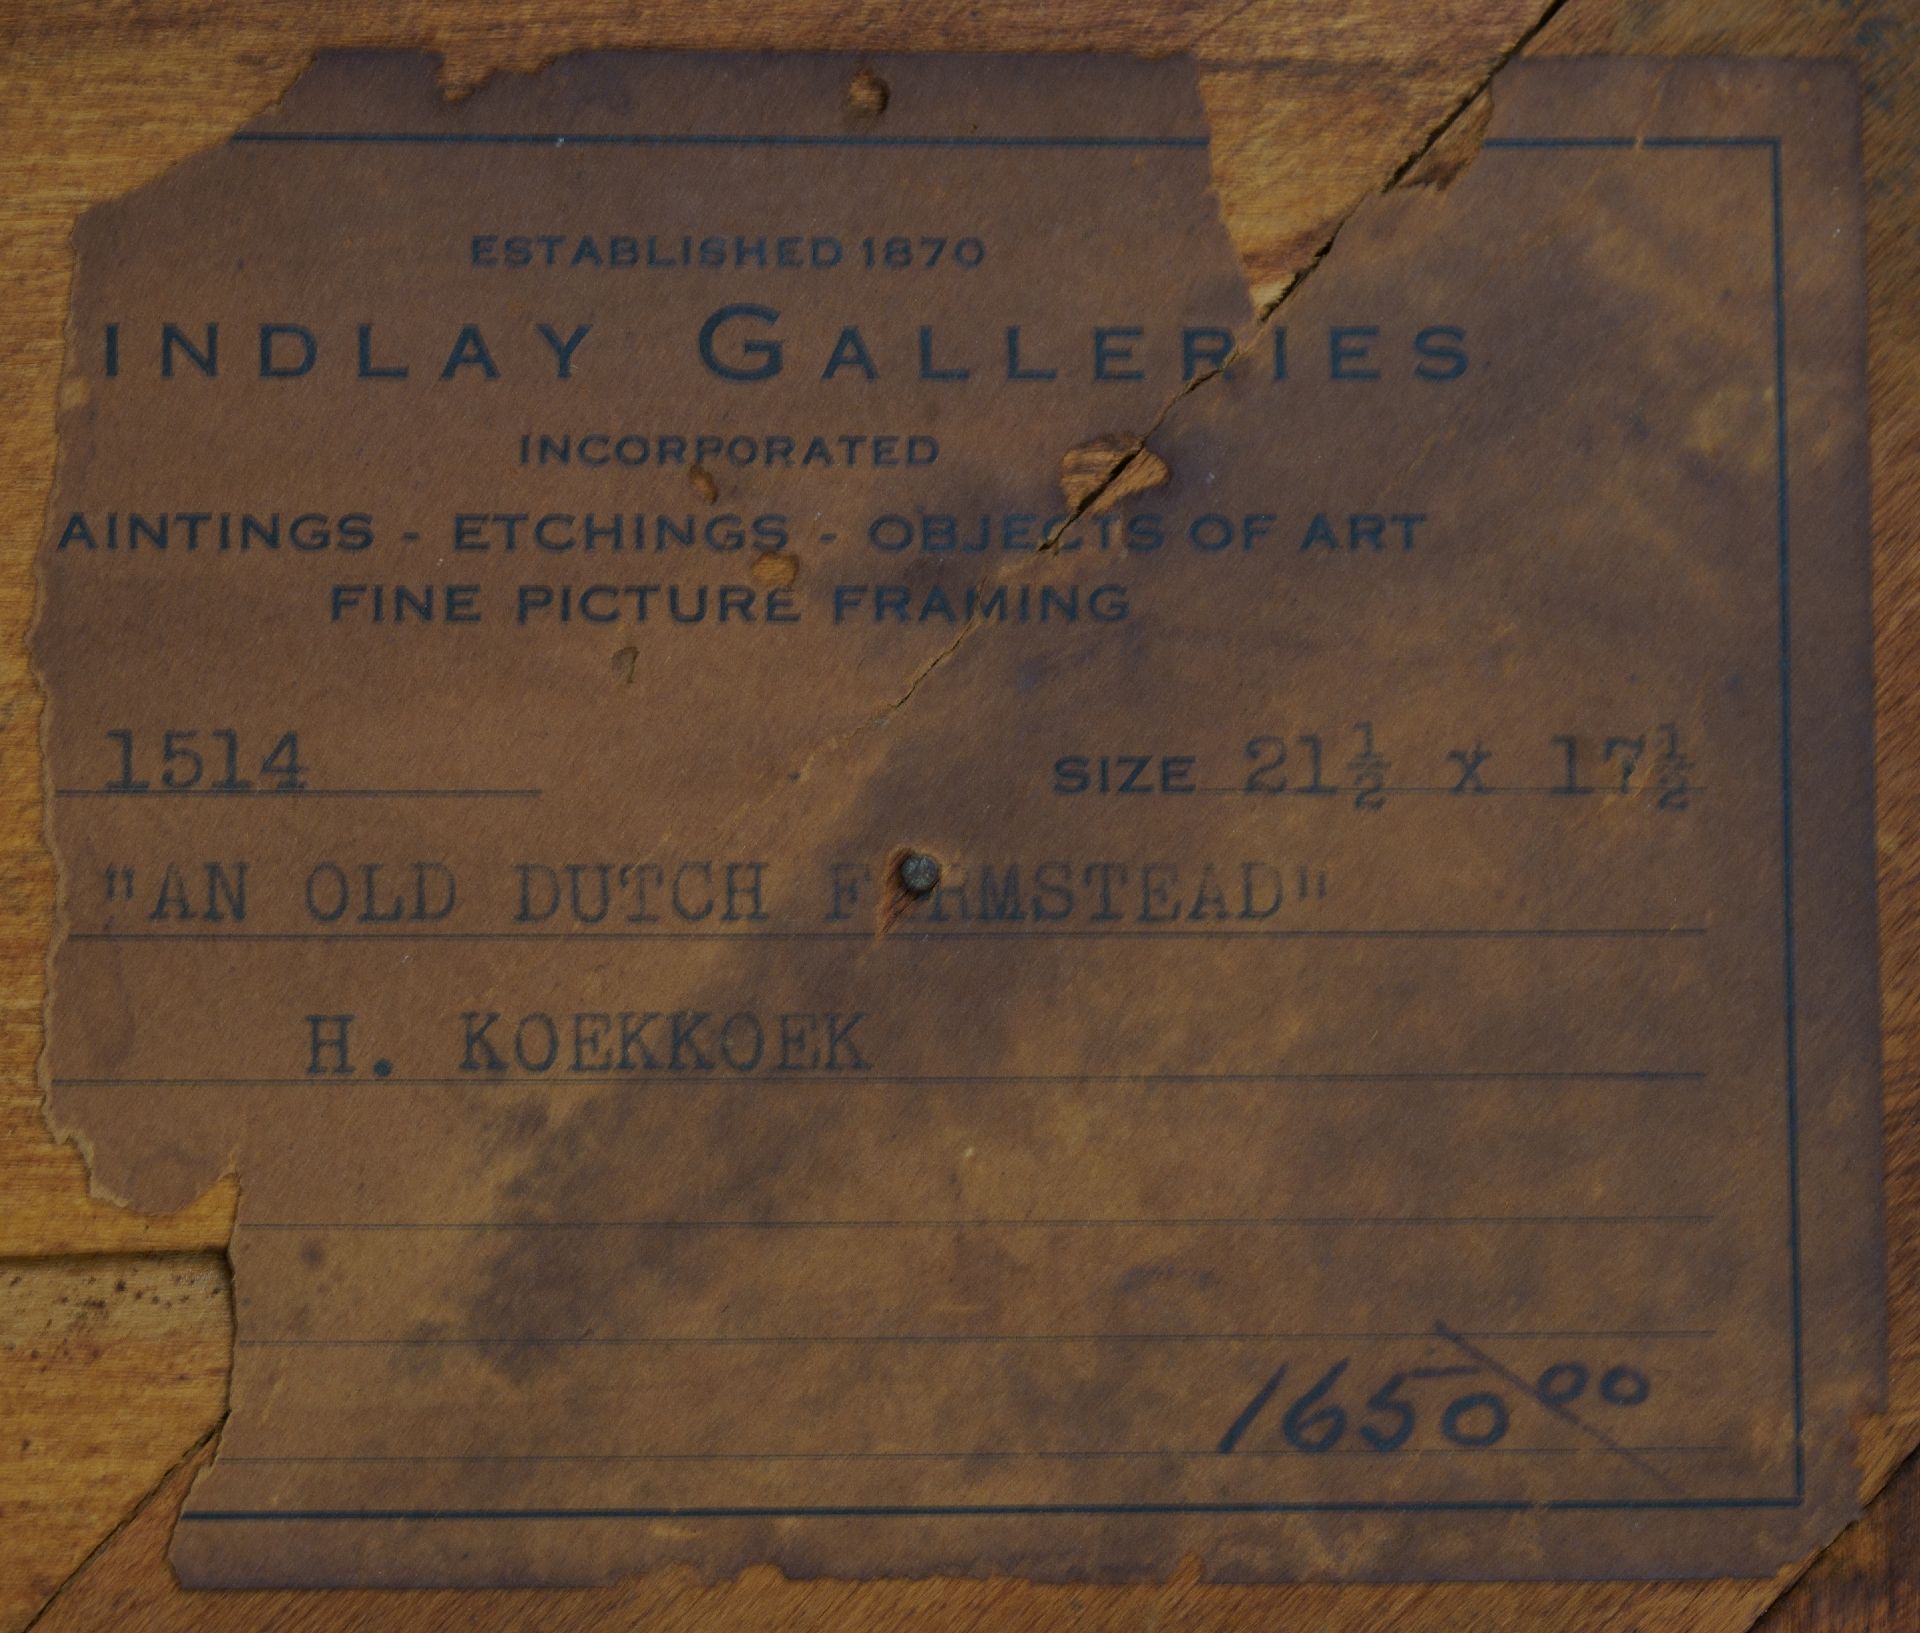 ESTABLISHED 1870
INDLAY GALLERIES
INCORPORATED
AINTINGS - ETCHINGS - OBJECTS OF ART
FINE PICTURE FRAMING
1514 SIZE 21½ x 17½
"AN OLD DUTCH F RMSTEAD"
H. KOEKKOEK
1650 00